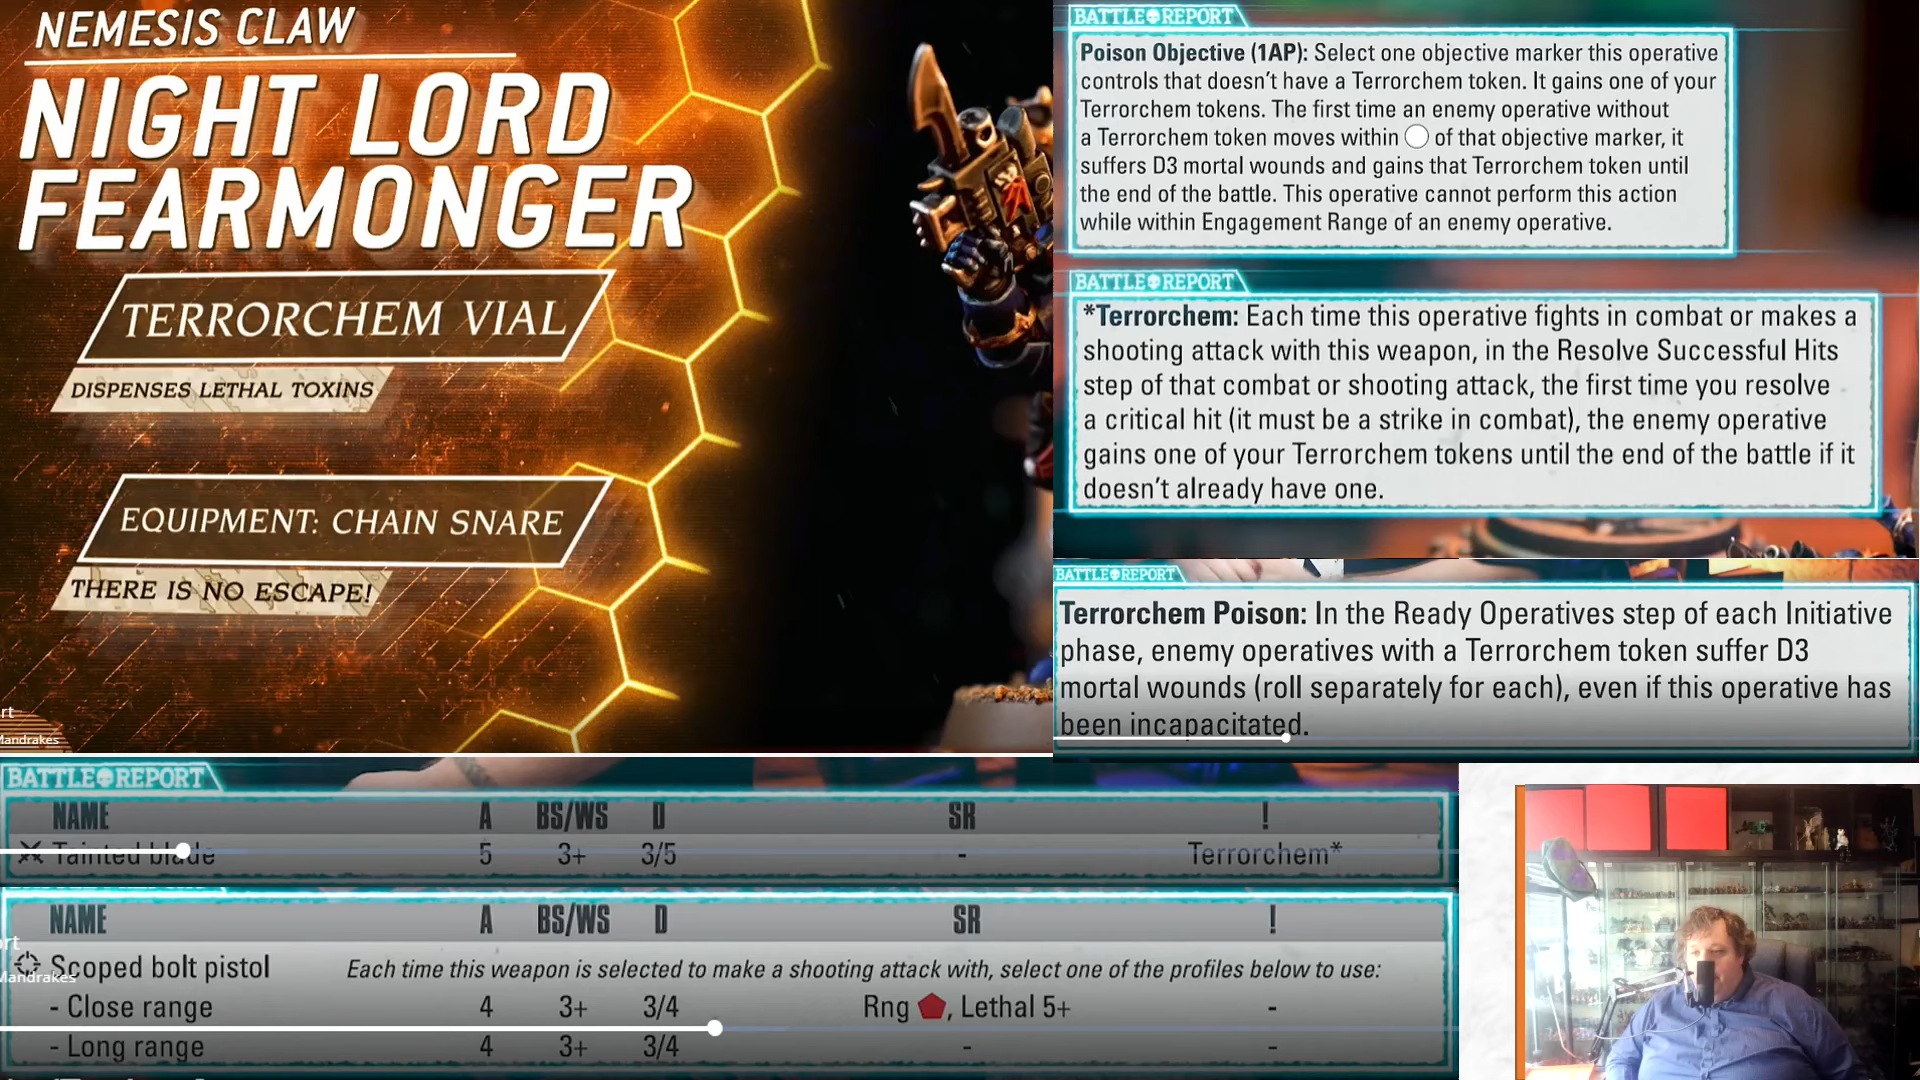 NEMESIS CLAW
NIGHT LORD
FEARMONGER
TERRORCHEM VIAL
DISPENSES LETHAL TOXINS
EQUIPMENT: CHAIN SNARE
THERE IS NO ESCAPE!
rt
Mandrakes
BATTLE REPORT
Poison Objective (1AP): Select one objective marker this operative
controls that doesn't have a Terrorchem token. It gains one of your
Terrorchem tokens. The first time an enemy operative without
a Terrorchem token moves within of that objective marker, it
suffers D3 mortal wounds and gains that Terrorchem token until
the end of the battle. This operative cannot perform this action
while within Engagement Range of an enemy operative.
BATTLE REPORT
*Terrorchem: Each time this operative fights in combat or makes a
shooting attack with this weapon, in the Resolve Successful Hits
step of that combat or shooting attack, the first time you resolve
a critical hit (it must be a strike in combat), the enemy operative
gains one of your Terrorchem tokens until the end of the battle if it
doesn't already have one.
BATTLE REPORT
Terrorchem Poison: In the Ready Operatives step of each Initiative
phase, enemy operatives with a Terrorchem token suffer D3
mortal wounds (roll separately for each), even if this operative has
been incapacitated.
BATTLE REPORT
NAME A BS/WS D SR !
Tainted blade 5 3+ 3/5 - Terrorchem*
NAME A BS/WS D SR !
ort
Scoped bolt pistol Each time this weapon is selected to make a shooting attack with, select one of the profiles below to use:
Mandrakes
- Close range 4 3+ 3/4 Rng , Lethal 5+ -
- Long range 4 3+ 3/4 - -